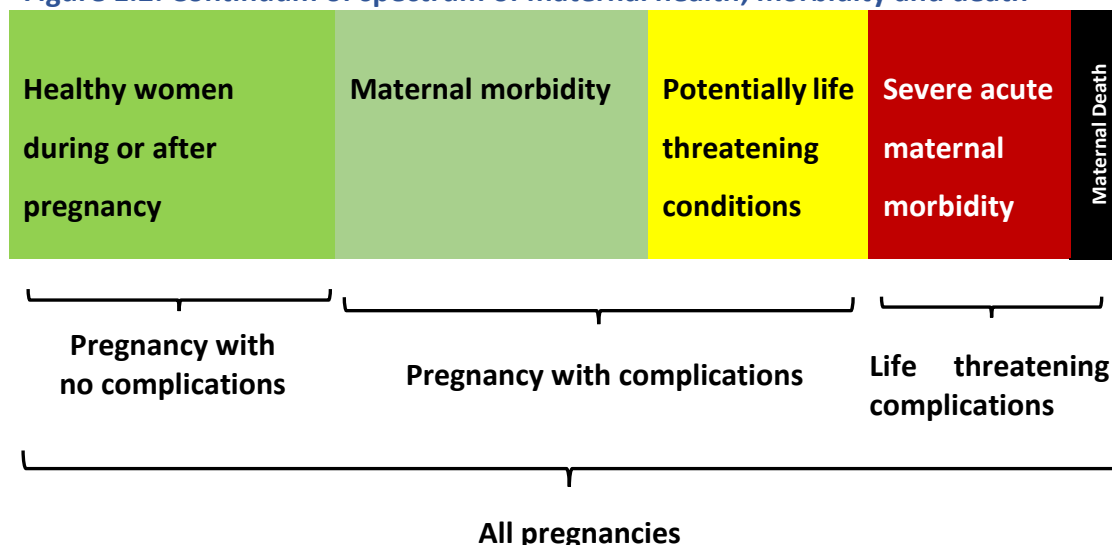 Healthy women
during or after
pregnancy
Maternal morbidity
Potentially life
threatening
conditions
Severe acute
maternal
morbidity
Maternal Death
Pregnancy with
no complications
Pregnancy with complications
Life threatening
complications
All pregnancies